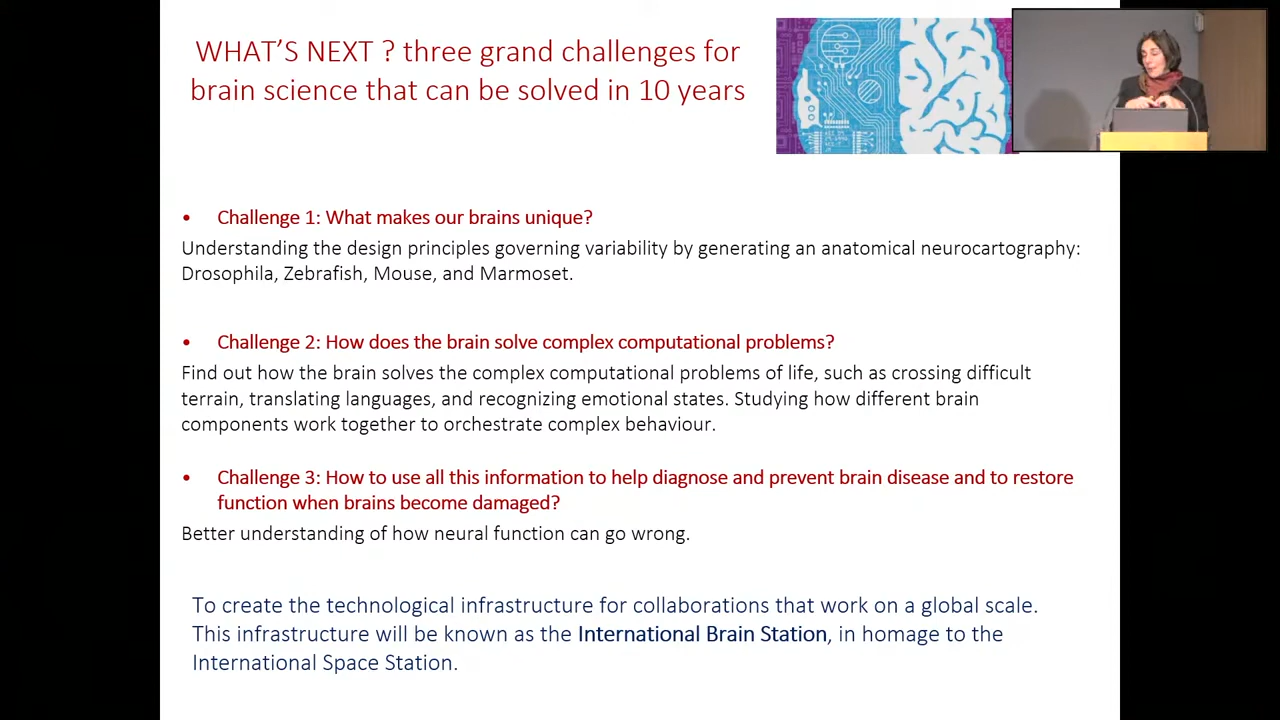 WHAT’S NEXT ? three grand challenges for
brain science that can be solved in 10 years
• Challenge 1: What makes our brains unique?
Understanding the design principles governing variability by generating an anatomical neurocartography:
Drosophila, Zebrafish, Mouse, and Marmoset.
• Challenge 2: How does the brain solve complex computational problems?
Find out how the brain solves the complex computational problems of life, such as crossing difficult
terrain, translating languages, and recognizing emotional states. Studying how different brain
components work together to orchestrate complex behaviour.
• Challenge 3: How to use all this information to help diagnose and prevent brain disease and to restore
function when brains become damaged?
Better understanding of how neural function can go wrong.
To create the technological infrastructure for collaborations that work on a global scale.
This infrastructure will be known as the International Brain Station, in homage to the
International Space Station.